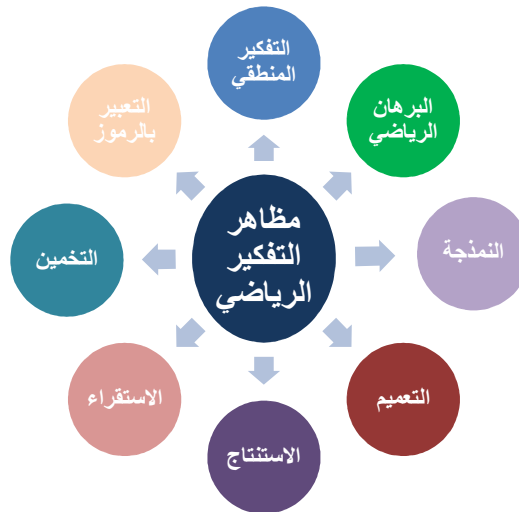 التفكير
المنطقي
البرهان
الرياضي
النمذجة
التعميم
الاستنتاج
الاستقراء
التخمين
التعبير
بالرموز
مظاهر
التفكير
الرياضي